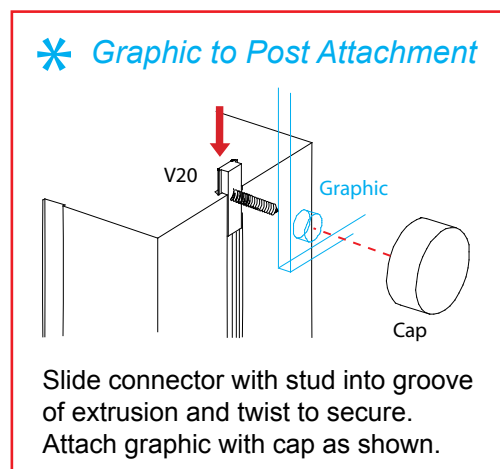 * Graphic to Post Attachment
V20
Graphic
Cap
Slide connector with stud into groove
of extrusion and twist to secure.
Attach graphic with cap as shown.